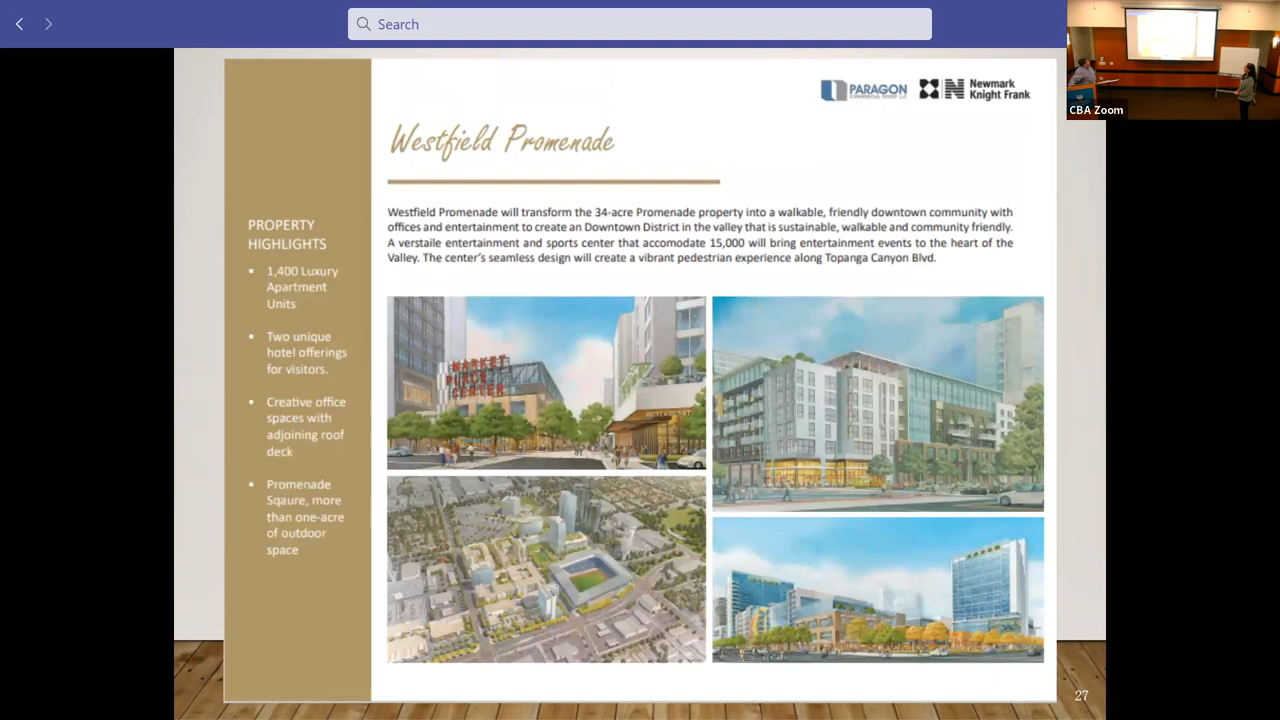 Search
CBA Zoom
PARAGON
Newmark
Knight Frank
Westfield Promenade
Westfield Promenade will transform the 34-acre Promenade property into a walkable, friendly downtown community with
offices and entertainment to create an Downtown District in the valley that is sustainable, walkable and community friendly.
A verstaile entertainment and sports center that accomodate 15,000 will bring entertainment events to the heart of the
Valley. The center's seamless design will create a vibrant pedestrian experience along Topanga Canyon Blvd.
PROPERTY
HIGHLIGHTS
• 1,400 Luxury
Apartment
Units
• Two unique
hotel offerings
for visitors.
• Creative office
spaces with
adjoining roof
deck
• Promenade
Sqaure, more
than one-acre
of outdoor
space
MARKET
PLACE
CENTER
27